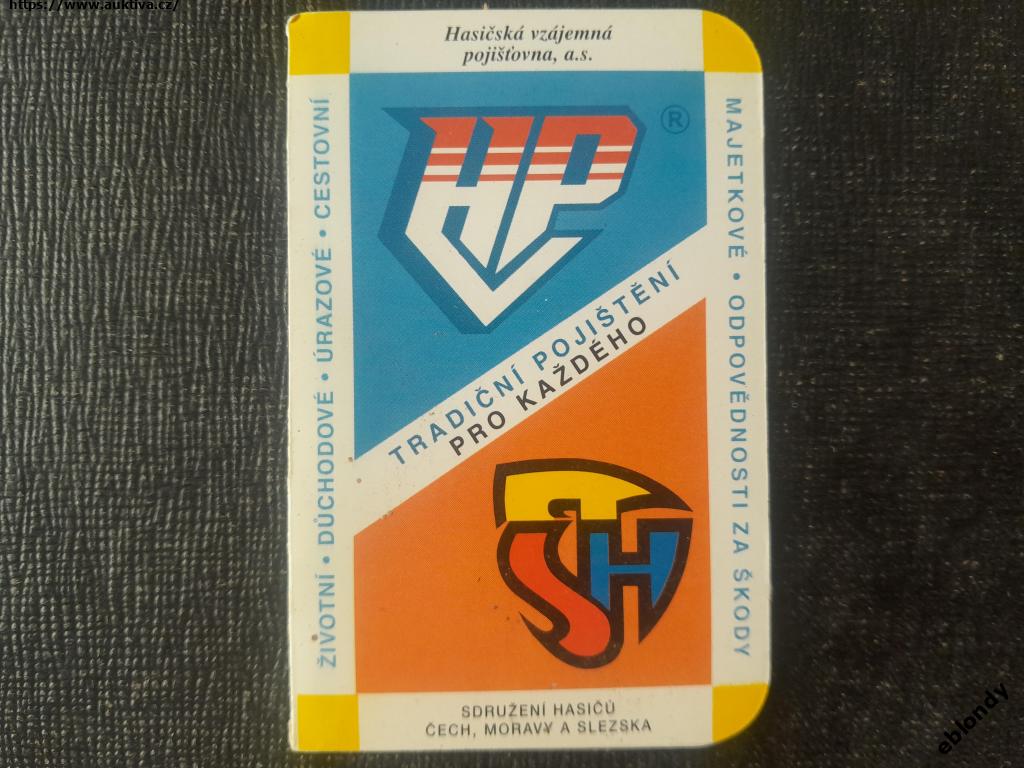 https://www.auktiva.cz/
Hasičská vzájemná
pojišťovna, a.s.
HP
®
ŽIVOTNÍ • DŮCHODOVÉ • ÚRAZOVÉ • CESTOVNÍ
MAJETKOVÉ • ODPOVĚDNOSTI ZA ŠKODY
TRADIČNÍ POJIŠTĚNÍ
PRO KAŽDÉHO
SH
SDRUŽENÍ HASIČŮ
ČECH, MORAVY A SLEZSKA
eblondy